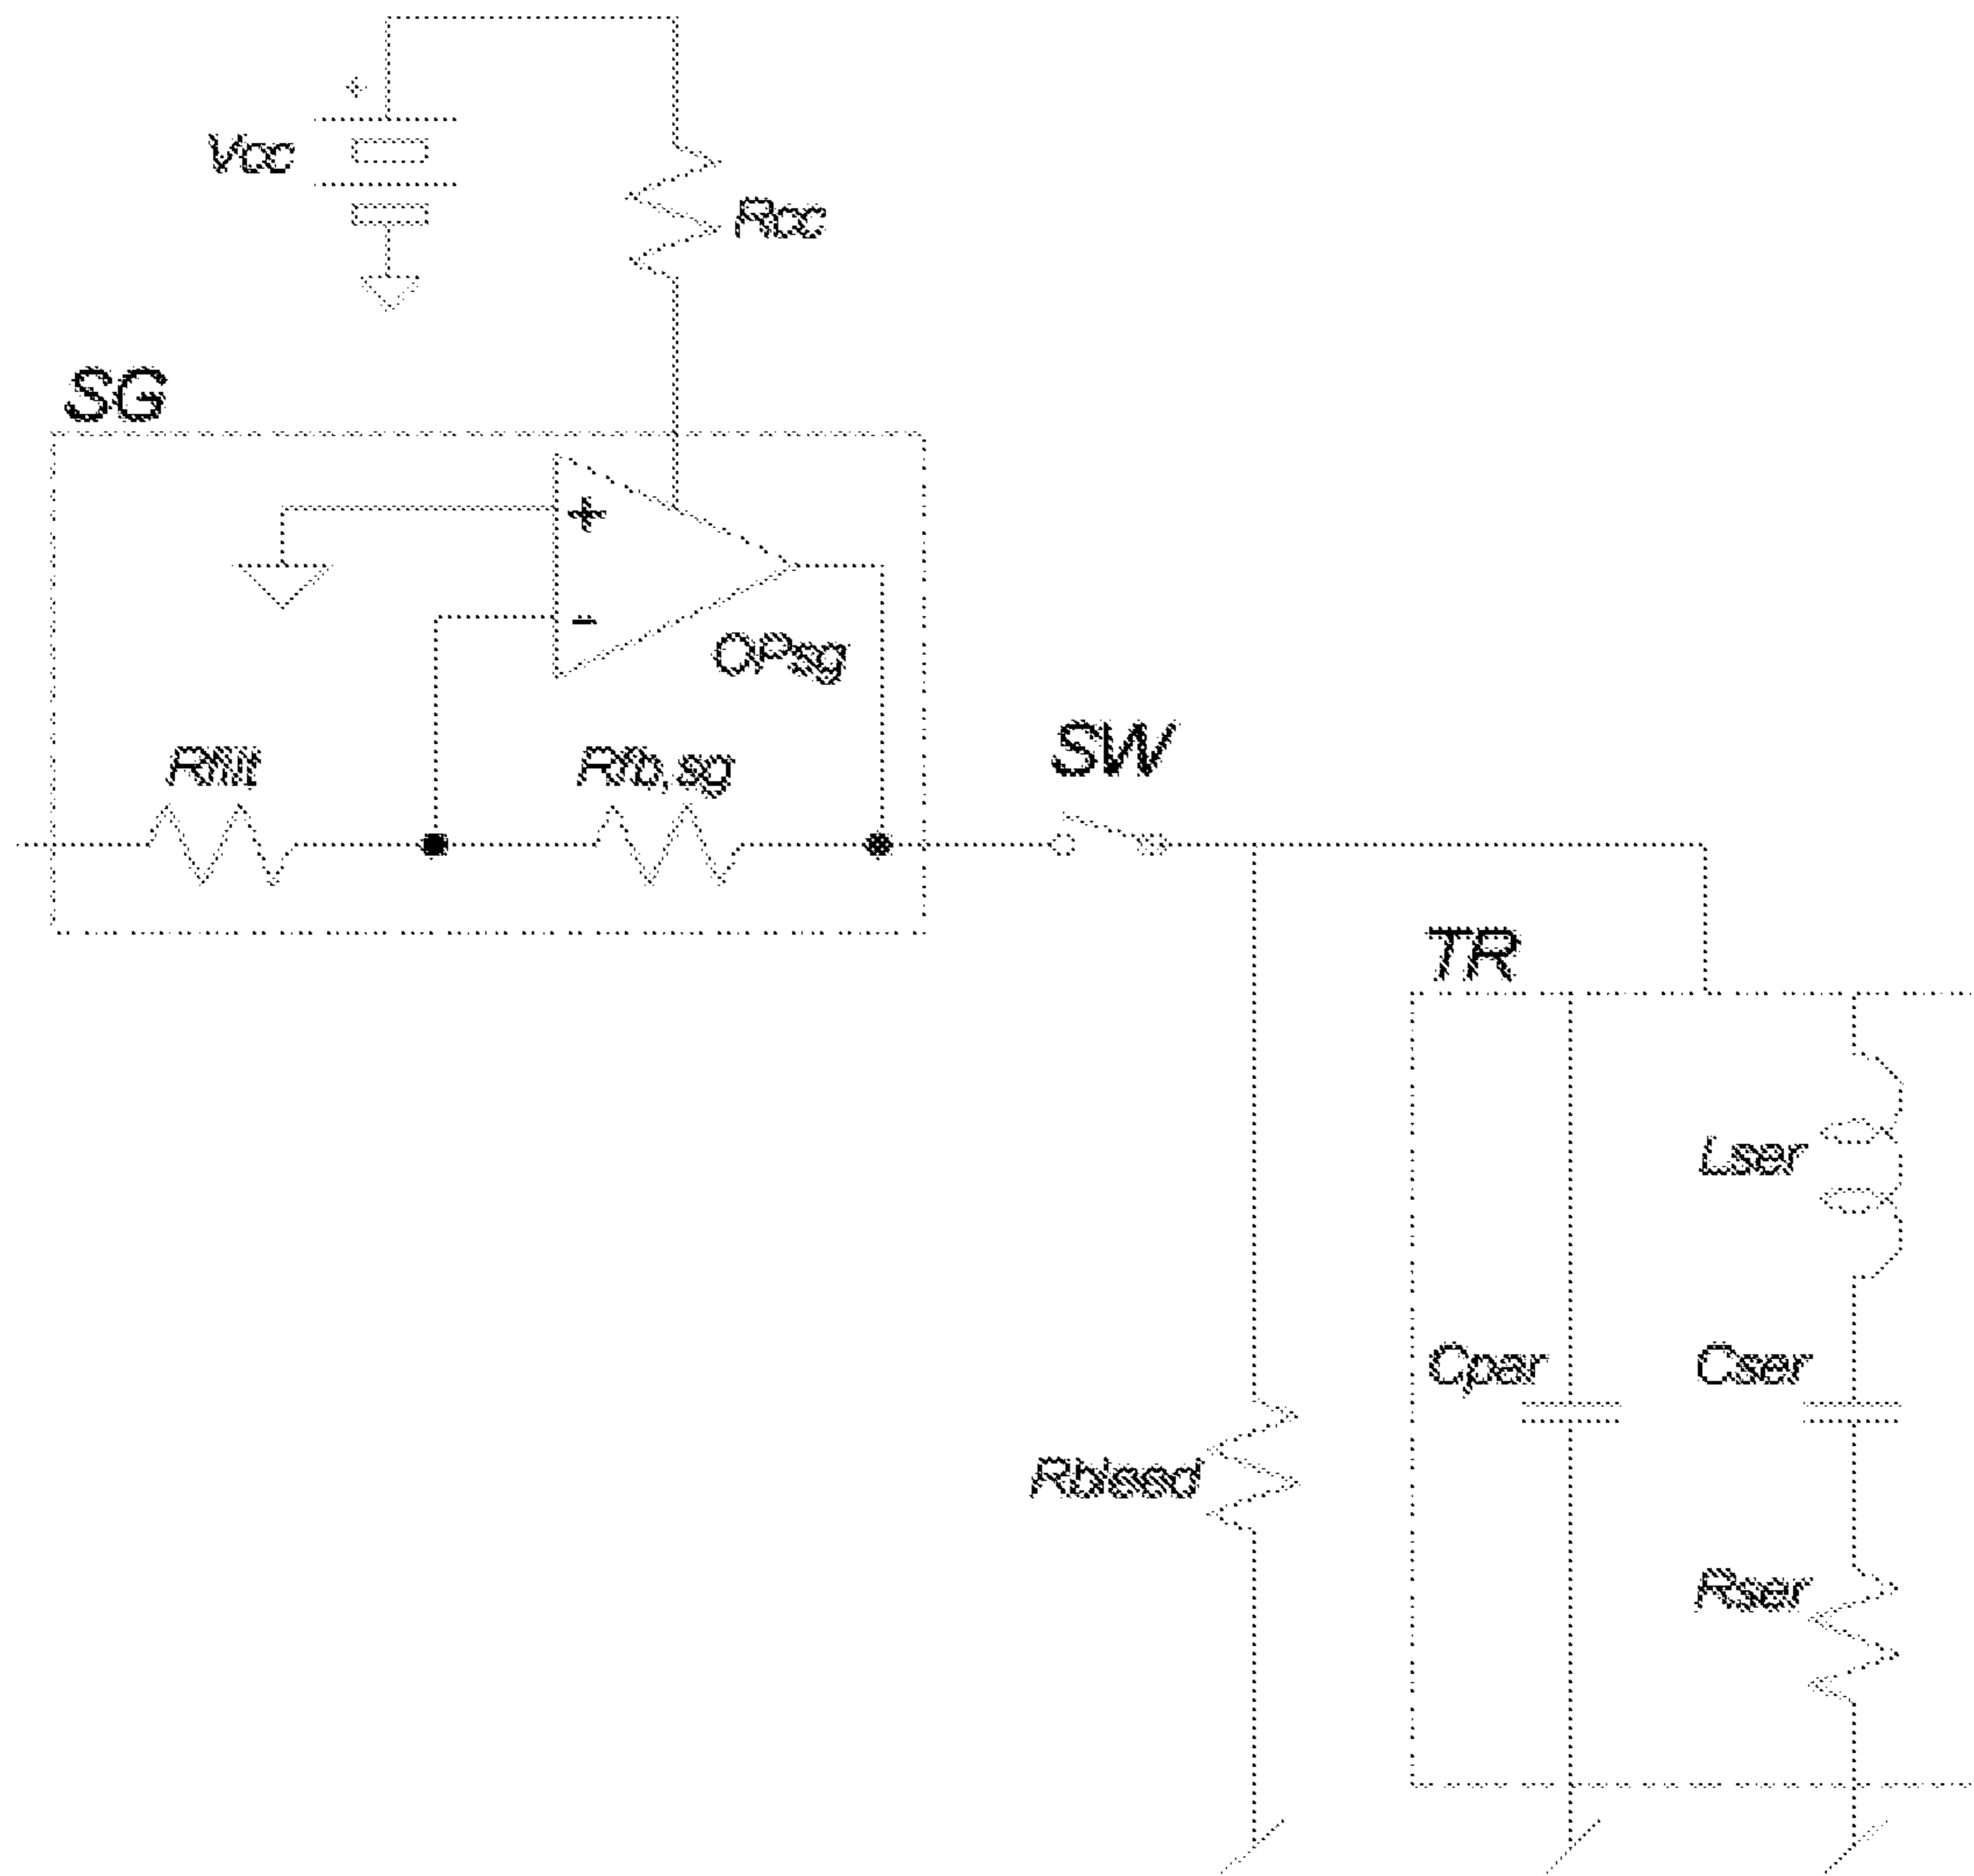 +
Vcc
Rcc
SG
+
-
OPsg
Rfilt
Rfb,sg
SW
TR
Lser
Cpar
Cser
Rbleed
Rser